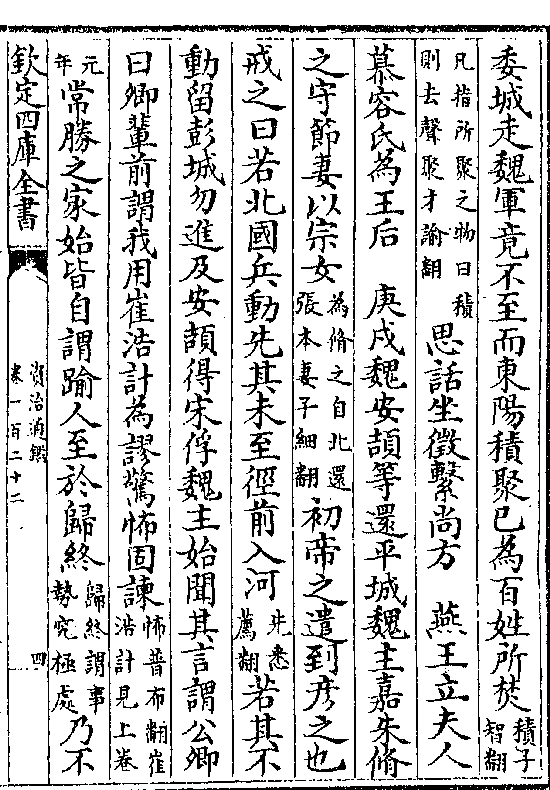 委城走魏軍竟不至而東陽積聚已為百姓所焚積子智翻
凡指所聚之物曰積則去聲聚才諭翻思話坐徵繫尚方　燕王立夫人
慕容氏為王后　庚戌魏安頡等還平城魏主嘉朱脩
之守節妻以宗女為脩之自北還張本妻子細翻初帝之遣到彦之也
戒之曰若北國兵動先其未至徑前入河先悉薦翻若其不
動留彭城勿進及安頡得宋俘魏主始聞其言謂公卿
曰卿輩前謂我用崔浩計為謬驚怖固諫怖普布翻崔浩計見上卷
元年常勝之家始皆自謂踰人至於歸終歸終謂事勢究極處乃不
欽定四庫全書
資治通鑑
卷一百二十二
四